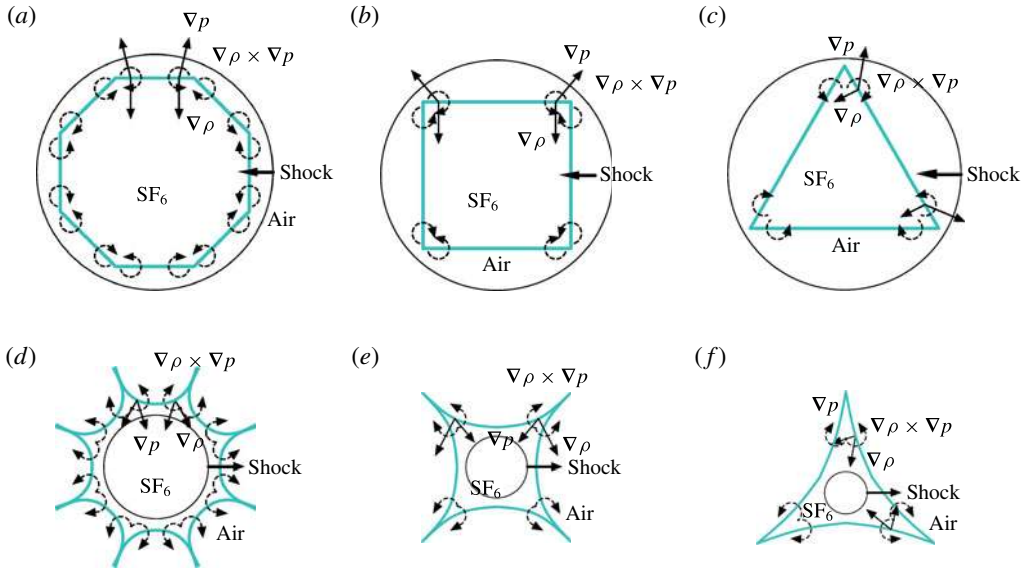 (a)
∇p
∇ρ × ∇p
∇ρ
Shock
SF6
Air
(b)
∇p
∇ρ × ∇p
∇ρ
Shock
SF6
Air
(c)
∇p
∇ρ × ∇p
∇ρ
Shock
SF6
Air
(d)
∇ρ × ∇p
∇p
∇ρ
Shock
SF6
Air
(e)
∇ρ × ∇p
∇p
∇ρ
Shock
SF6
Air
(f)
∇p
∇ρ × ∇p
∇ρ
Shock
SF6
Air